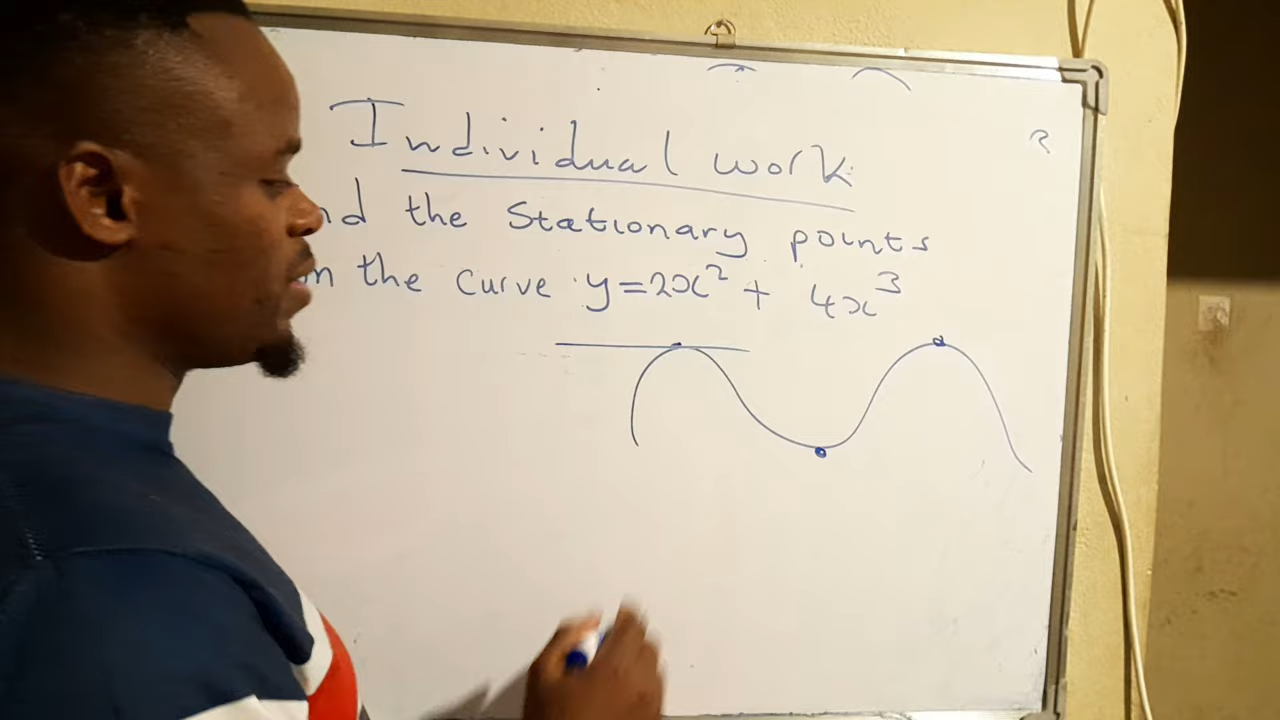 Individual work
nd the Stationary points
n the curve y=2x² + 4x³